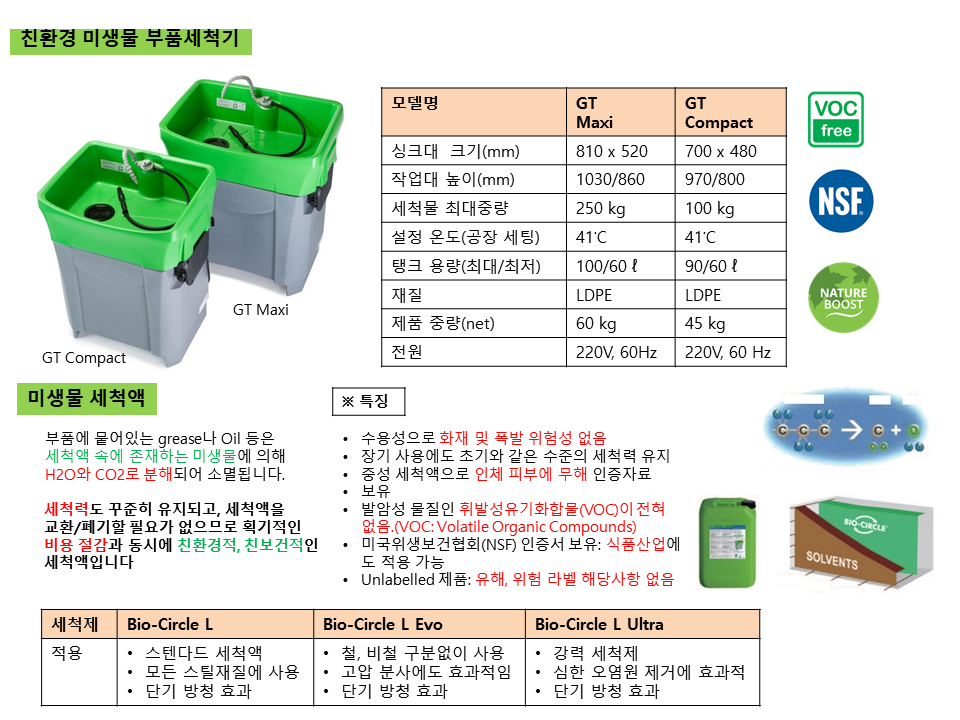 친환경 미생물 부품세척기
GT Maxi
GT Compact
모델명 GT Maxi GT Compact
싱크대 크기(mm) 810 x 520 700 x 480
작업대 높이(mm) 1030/860 970/800
세척물 최대중량 250 kg 100 kg
설정 온도(공장 세팅) 41℃ 41℃
탱크 용량(최대/최저) 100/60 ℓ 90/60 ℓ
재질 LDPE LDPE
제품 중량(net) 60 kg 45 kg
전원 220V, 60Hz 220V, 60 Hz
VOC
free
NSF
NATURE
BOOST
미생물 세척액
부품에 뭍어있는 grease나 Oil 등은
세척액 속에 존재하는 미생물에 의해
H2O와 CO2로 분해되어 소멸됩니다.
세척력도 꾸준히 유지되고, 세척액을
교환/폐기할 필요가 없으므로 획기적인
비용 절감과 동시에 친환경적, 친보건적인
세척액입니다
※ 특징
• 수용성으로 화재 및 폭발 위험성 없음
• 장기 사용에도 초기와 같은 수준의 세척력 유지
• 중성 세척액으로 인체 피부에 무해 인증자료
• 보유
• 발암성 물질인 휘발성유기화합물(VOC)이 전혀
없음.(VOC: Volatile Organic Compounds)
• 미국위생보건협회(NSF) 인증서 보유: 식품산업에
도 적용 가능
• Unlabelled 제품: 유해, 위험 라벨 해당사항 없음
C C C C
BIO-CIRCLE
SOLVENTS
세척제 Bio-Circle L Bio-Circle L Evo Bio-Circle L Ultra
적용 • 스텐다드 세척액 • 철, 비철 구분없이 사용 • 강력 세척제
• 모든 스틸재질에 사용 • 고압 분사에도 효과적임 • 심한 오염원 제거에 효과적
• 단기 방청 효과 • 단기 방청 효과 • 단기 방청 효과